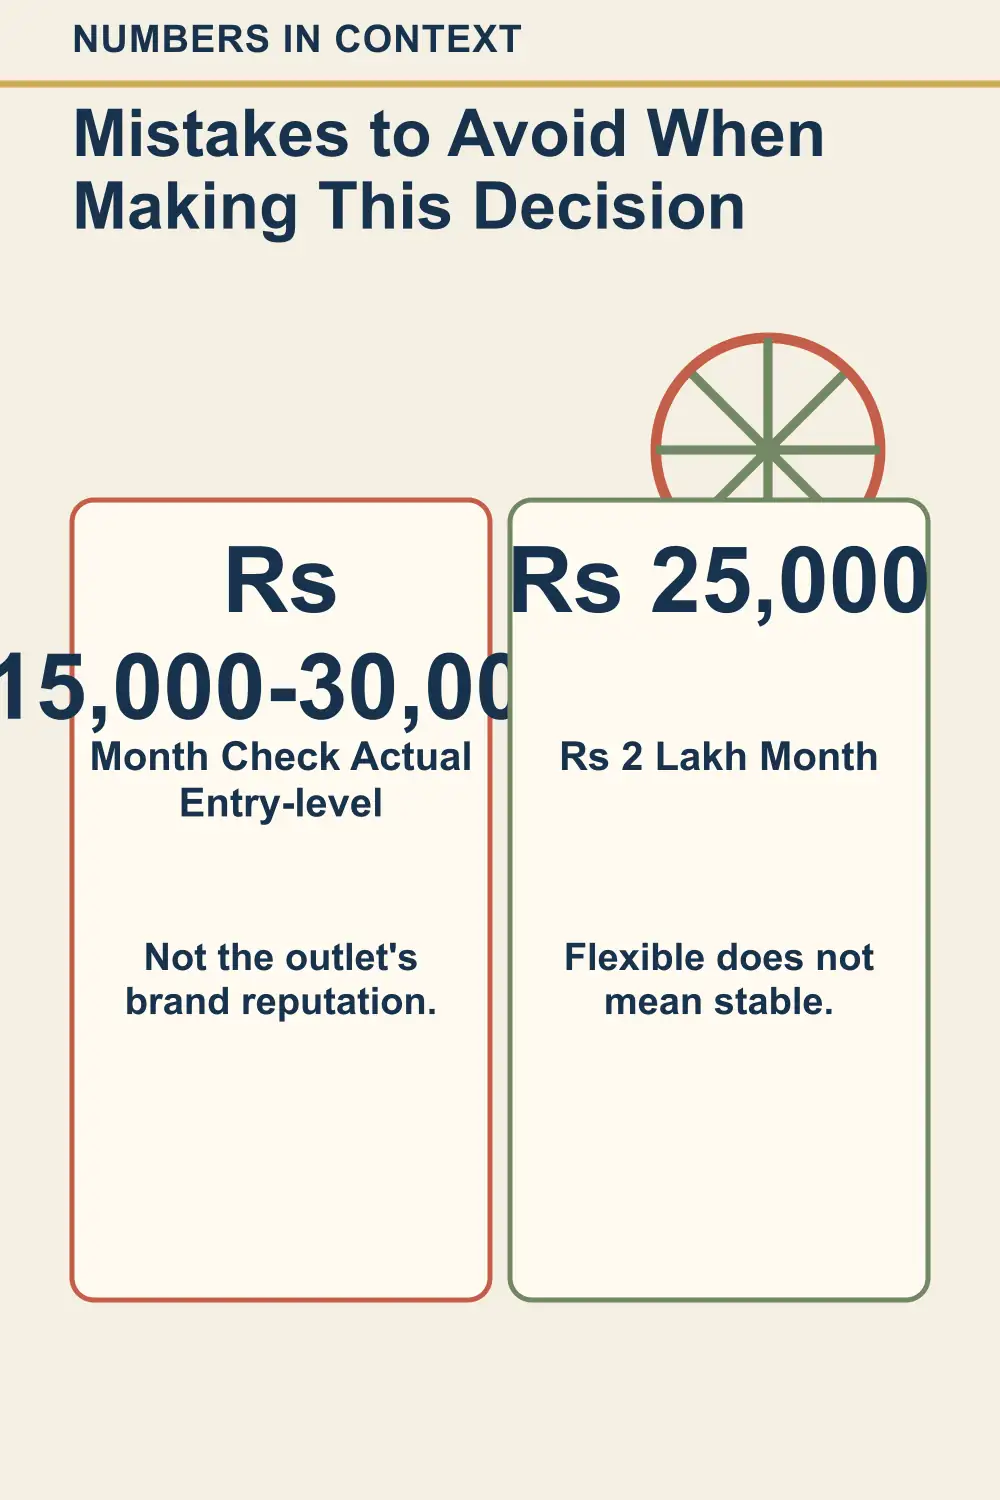 NUMBERS IN CONTEXT
Mistakes to Avoid When
Making This Decision
Rs
15,000-30,00
Month Check Actual
Entry-level
Not the outlet's
brand reputation.
Rs 25,000
Rs 2 Lakh Month
Flexible does not
mean stable.